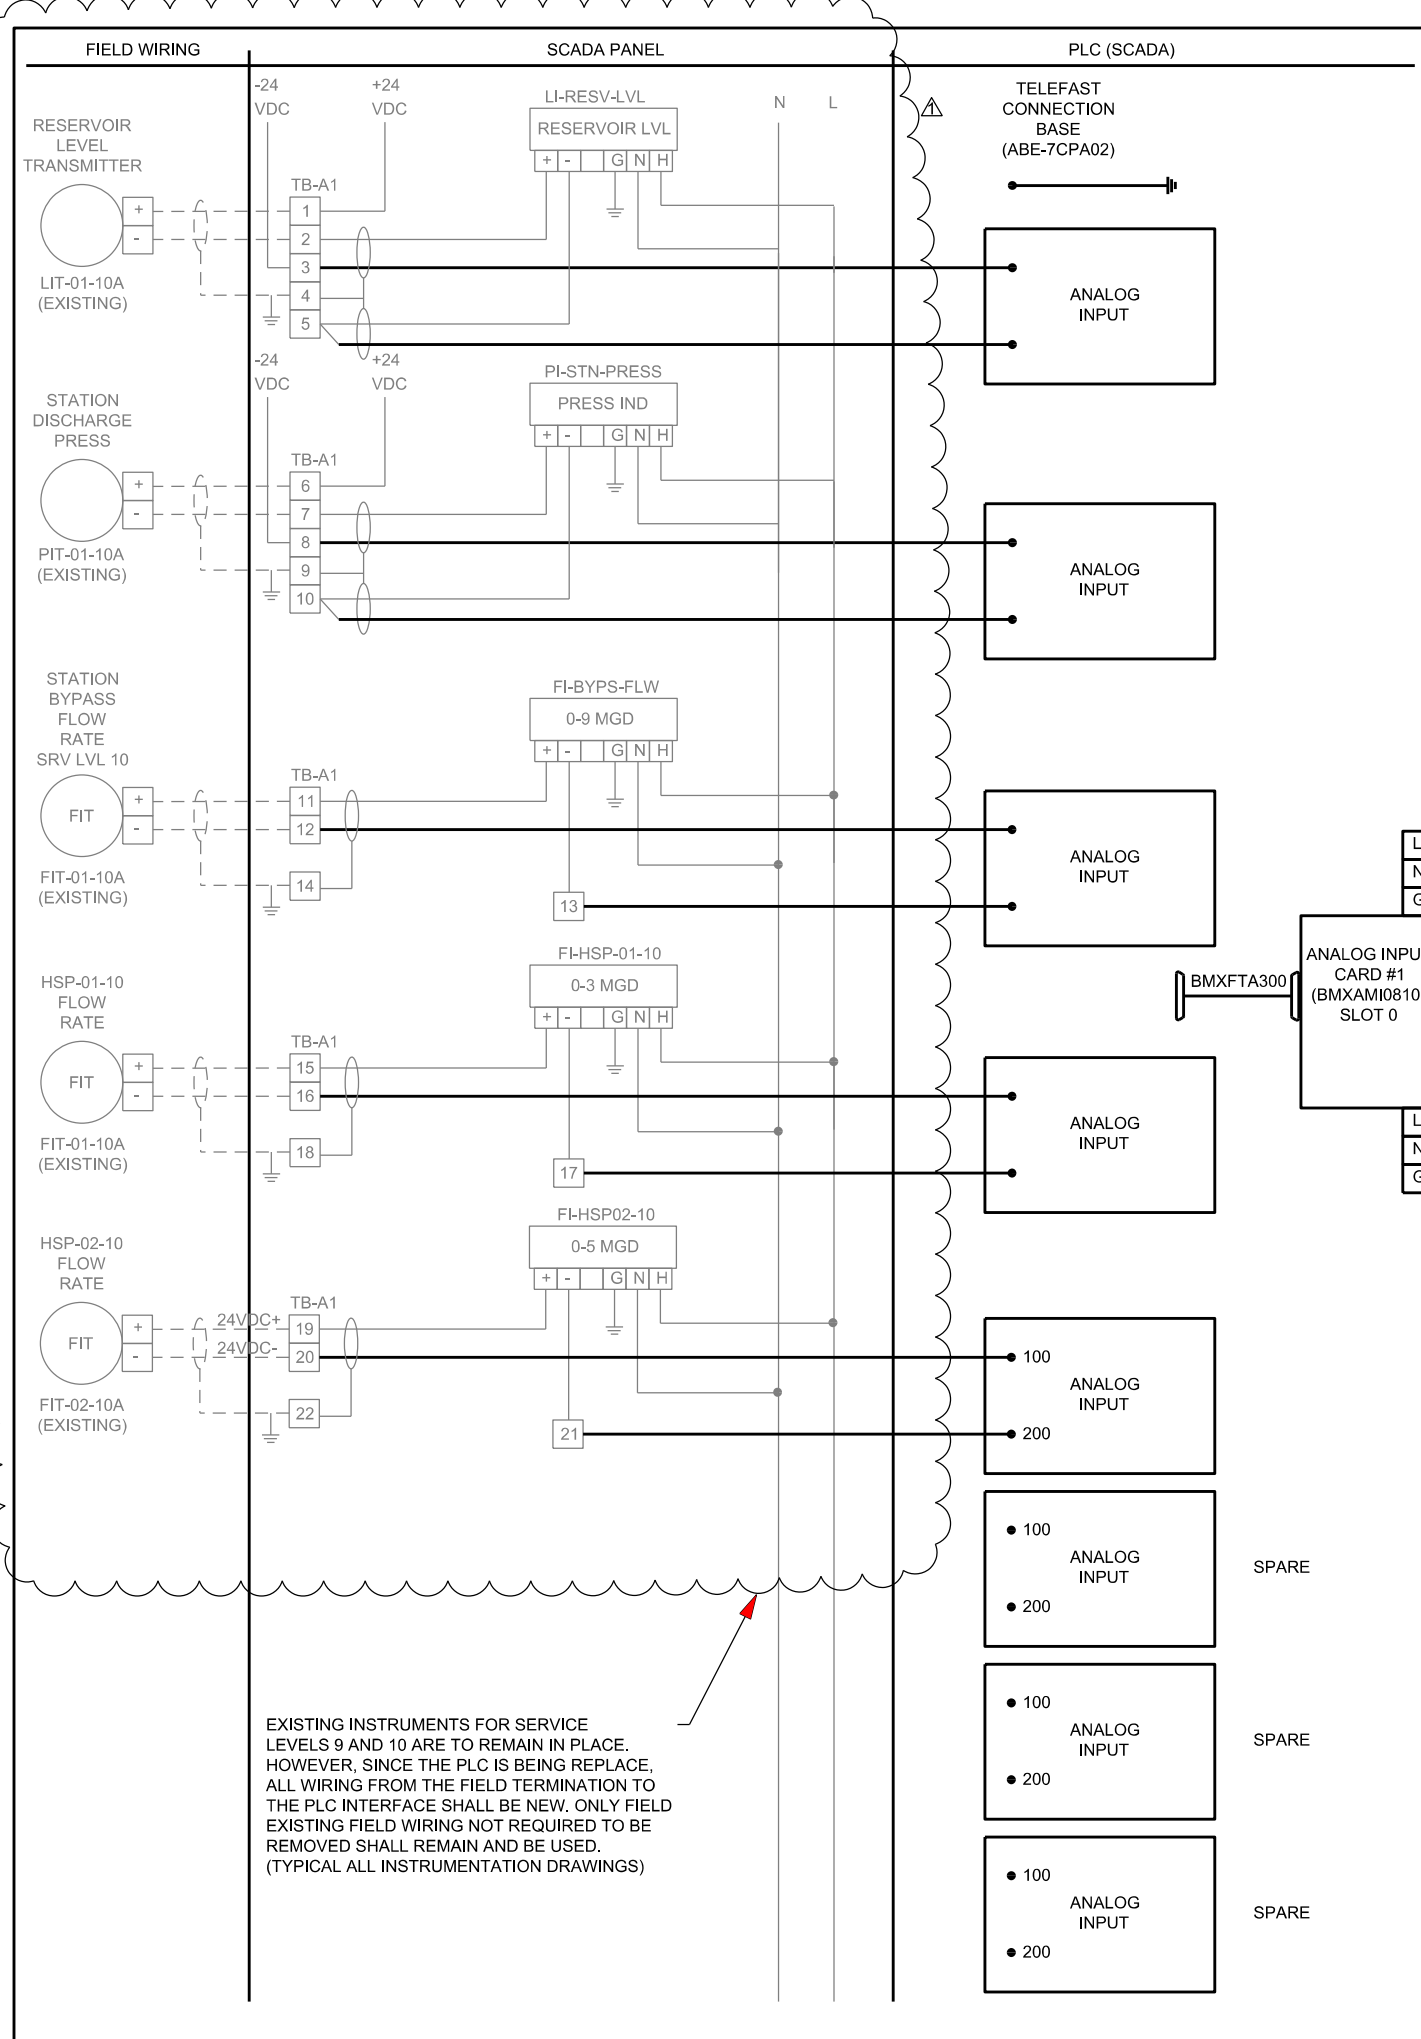 FIELD WIRING
SCADA PANEL
PLC (SCADA)
-24
VDC
+24
VDC
LI-RESV-LVL
RESERVOIR LVL
+ - G N H
N
L
1
TELEFAST
CONNECTION
BASE
(ABE-7CPA02)
RESERVOIR
LEVEL
TRANSMITTER
+
-
LIT-01-10A
(EXISTING)
TB-A1
1
2
3
4
5
ANALOG
INPUT
-24
VDC
+24
VDC
PI-STN-PRESS
PRESS IND
+ - G N H
STATION
DISCHARGE
PRESS
+
-
PIT-01-10A
(EXISTING)
TB-A1
6
7
8
9
10
ANALOG
INPUT
STATION
BYPASS
FLOW
RATE
SRV LVL 10
FIT
+
-
FIT-01-10A
(EXISTING)
TB-A1
11
12
14
FI-BYPS-FLW
0-9 MGD
+ - G N H
13
ANALOG
INPUT
L
N
G
ANALOG INPU
CARD #1
(BMXAMI0810
SLOT 0
BMXFTA300
L
N
G
HSP-01-10
FLOW
RATE
FIT
+
-
FIT-01-10A
(EXISTING)
TB-A1
15
16
18
FI-HSP-01-10
0-3 MGD
+ - G N H
17
ANALOG
INPUT
HSP-02-10
FLOW
RATE
FIT
+
-
FIT-02-10A
(EXISTING)
24VDC+
24VDC-
TB-A1
19
20
22
FI-HSP02-10
0-5 MGD
+ - G N H
21
100
ANALOG
INPUT
200
100
ANALOG
INPUT
200
SPARE
100
ANALOG
INPUT
200
SPARE
100
ANALOG
INPUT
200
SPARE
EXISTING INSTRUMENTS FOR SERVICE
LEVELS 9 AND 10 ARE TO REMAIN IN PLACE.
HOWEVER, SINCE THE PLC IS BEING REPLACE,
ALL WIRING FROM THE FIELD TERMINATION TO
THE PLC INTERFACE SHALL BE NEW. ONLY FIELD
EXISTING FIELD WIRING NOT REQUIRED TO BE
REMOVED SHALL REMAIN AND BE USED.
(TYPICAL ALL INSTRUMENTATION DRAWINGS)